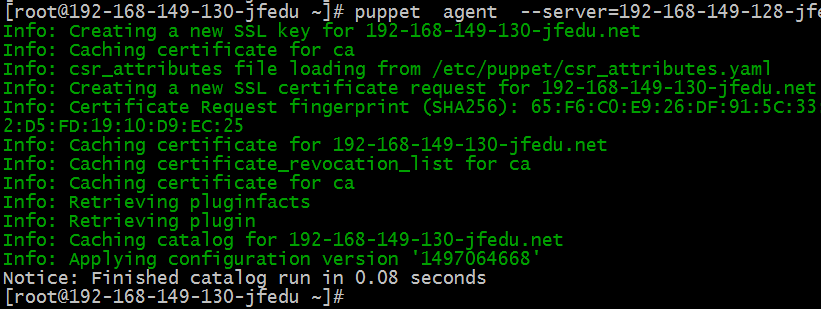 [root@192-168-149-130-jfedu ~]# puppet  agent  --server=192-168-149-128-jfe
Info: Creating a new SSL key for 192-168-149-130-jfedu.net
Info: Caching certificate for ca
Info: csr_attributes file loading from /etc/puppet/csr_attributes.yaml
Info: Creating a new SSL certificate request for 192-168-149-130-jfedu.net
Info: Certificate Request fingerprint (SHA256): 65:F6:C0:E9:26:DF:91:5C:33
2:D5:FD:19:10:D9:EC:25
Info: Caching certificate for 192-168-149-130-jfedu.net
Info: Caching certificate_revocation_list for ca
Info: Caching certificate for ca
Info: Retrieving pluginfacts
Info: Retrieving plugin
Info: Caching catalog for 192-168-149-130-jfedu.net
Info: Applying configuration version '1497064668'
Notice: Finished catalog run in 0.08 seconds
[root@192-168-149-130-jfedu ~]#